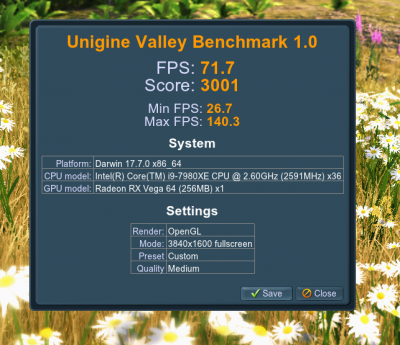 Unigine Valley Benchmark 1.0
FPS: 71.7
Score: 3001
Min FPS: 26.7
Max FPS: 140.3
System
Platform: Darwin 17.7.0 x86_64
CPU model: Intel(R) Core(TM) i9-7980XE CPU @ 2.60GHz (2591MHz) x36
GPU model: Radeon RX Vega 64 (256MB) x1
Settings
Render: OpenGL
Mode: 3840x1600 fullscreen
Preset Custom
Quality Medium
Save Close